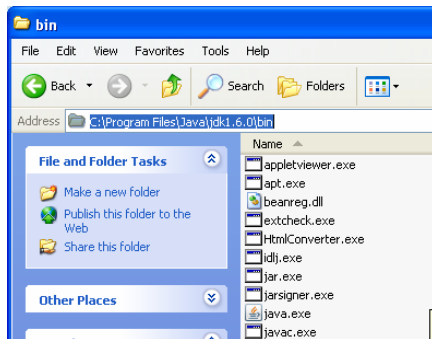 bin
File Edit View Favorites Tools Help
Back Search Folders
Address C:\Program Files\Java\jdk1.6.0\bin
File and Folder Tasks
Make a new folder
Publish this folder to the
Web
Share this folder
Other Places
Name
appletviewer.exe
apt.exe
beanreg.dll
extcheck.exe
HtmlConverter.exe
idlj.exe
jar.exe
jarsigner.exe
java.exe
javac.exe